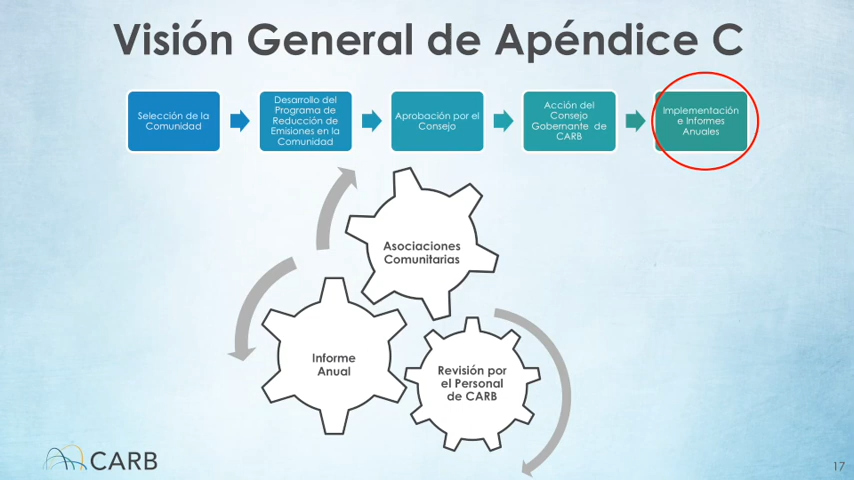 Visión General de Apéndice C
Selección de la
Comunidad
Desarrollo del
Programa de
Reducción de
Emisiones en la
Comunidad
Aprobación por el
Consejo
Acción del
Consejo
Gobernante de
CARB
Implementación
e Informes
Anuales
Asociaciones
Comunitarias
Informe
Anual
Revisión por
el Personal
de CARB
CARB
17